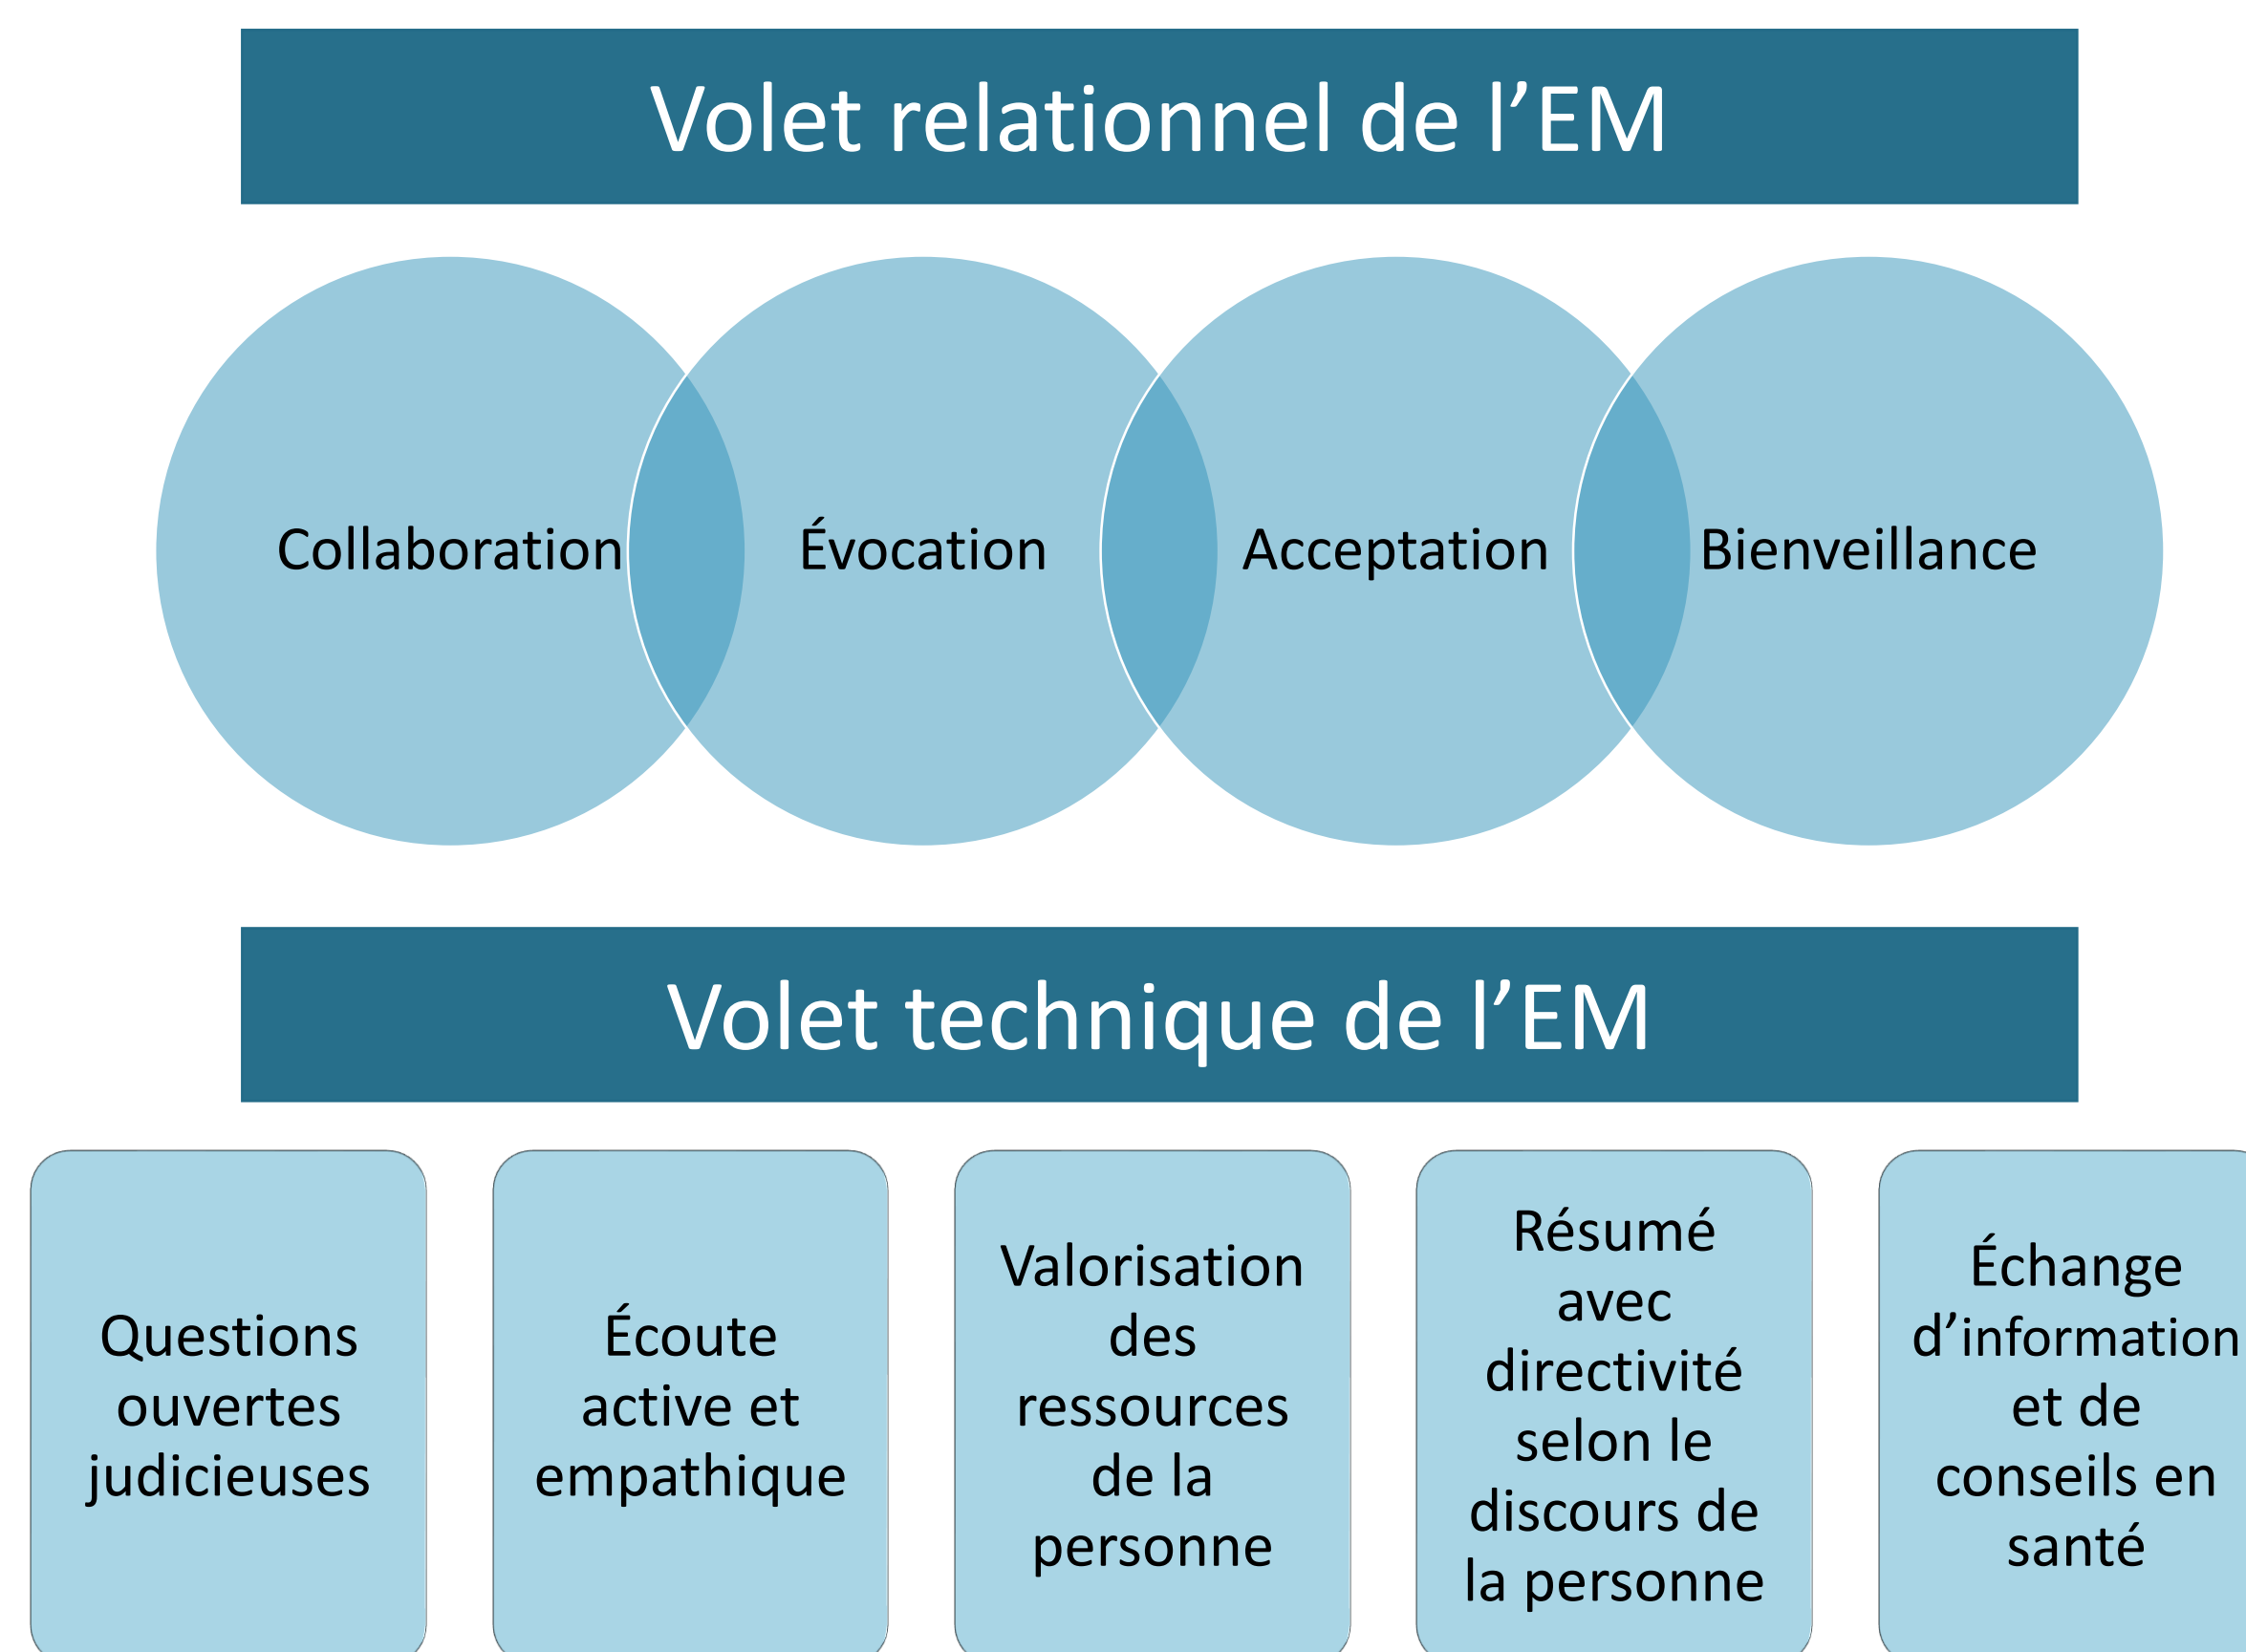 Volet relationnel de l’EM
Collaboration
Évocation
Acceptation
Bienveillance
Volet technique de l’EM
Questions
ouvertes
judicieuses
Écoute
active et
empathique
Valorisation
des
ressources
de la
personne
Résumé
avec
directivité
selon le
discours de
la personne
Échange
d’information
et de
conseils en
santé